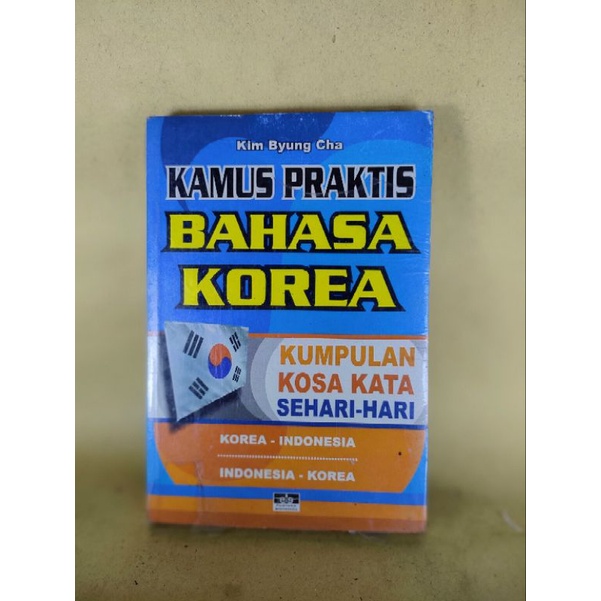 Kim Byung Cha
KAMUS PRAKTIS
BAHASA
KOREA
KUMPULAN
KOSA KATA
SEHARI-HARI
KOREA - INDONESIA
INDONESIA - KOREA